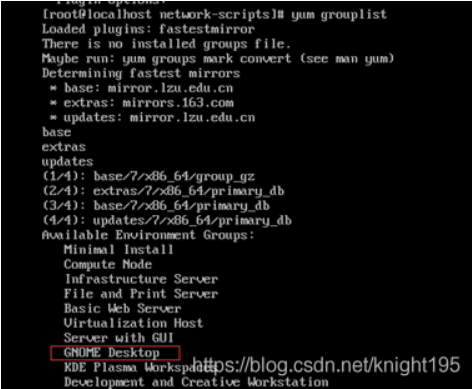 Plugin Options:
[root@localhost network-scripts]# yum grouplist
Loaded plugins: fastestmirror
There is no installed groups file.
Maybe run: yum groups mark convert (see man yum)
Determining fastest mirrors
* base: mirror.lzu.edu.cn
* extras: mirrors.163.com
* updates: mirror.lzu.edu.cn
base
extras
updates
(1/4): base/7/x86_64/group_gz
(2/4): extras/7/x86_64/primary_db
(3/4): base/7/x86_64/primary_db
(4/4): updates/7/x86_64/primary_db
Available Environment Groups:
Minimal Install
Compute Node
Infrastructure Server
File and Print Server
Basic Web Server
Virtualization Host
Server with GUI
GNOME Desktop
KDE Plasma Workspaces
https://blog.csdn.net/knight195
Development and Creative Workstation